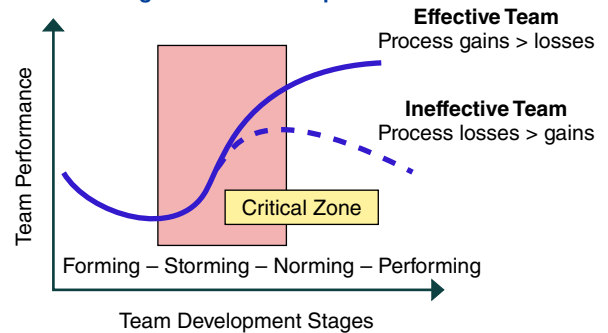 Effective Team
Process gains > losses
Ineffective Team
Process losses > gains
Team Performance
Critical Zone
Forming – Storming – Norming – Performing
Team Development Stages